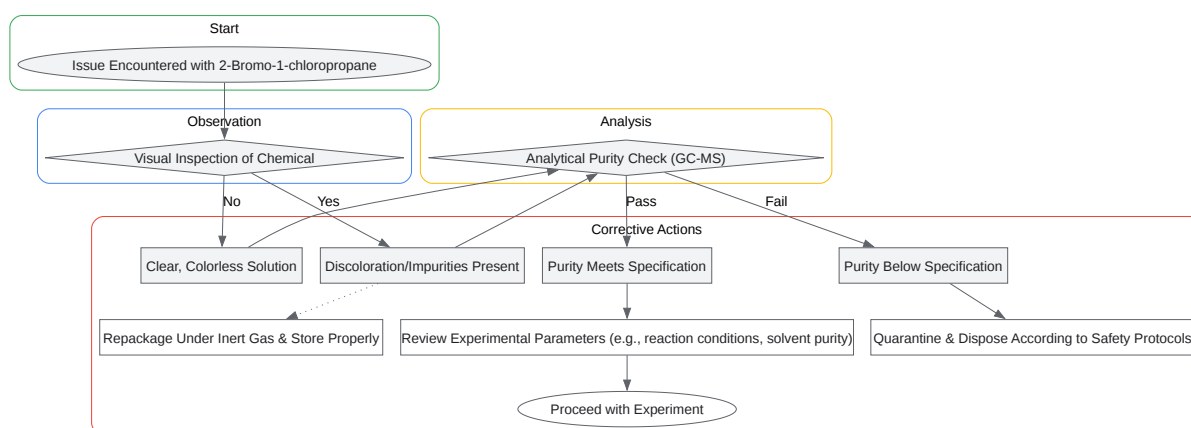 Start
Issue Encountered with 2-Bromo-1-chloropropane
Observation
Analysis
Visual Inspection of Chemical
Analytical Purity Check (GC-MS)
No
Yes
Pass
Fail
Corrective Actions
Clear, Colorless Solution
Discoloration/Impurities Present
Purity Meets Specification
Purity Below Specification
Repackage Under Inert Gas & Store Properly
Review Experimental Parameters (e.g., reaction conditions, solvent purity)
Quarantine & Dispose According to Safety Protocols
Proceed with Experiment